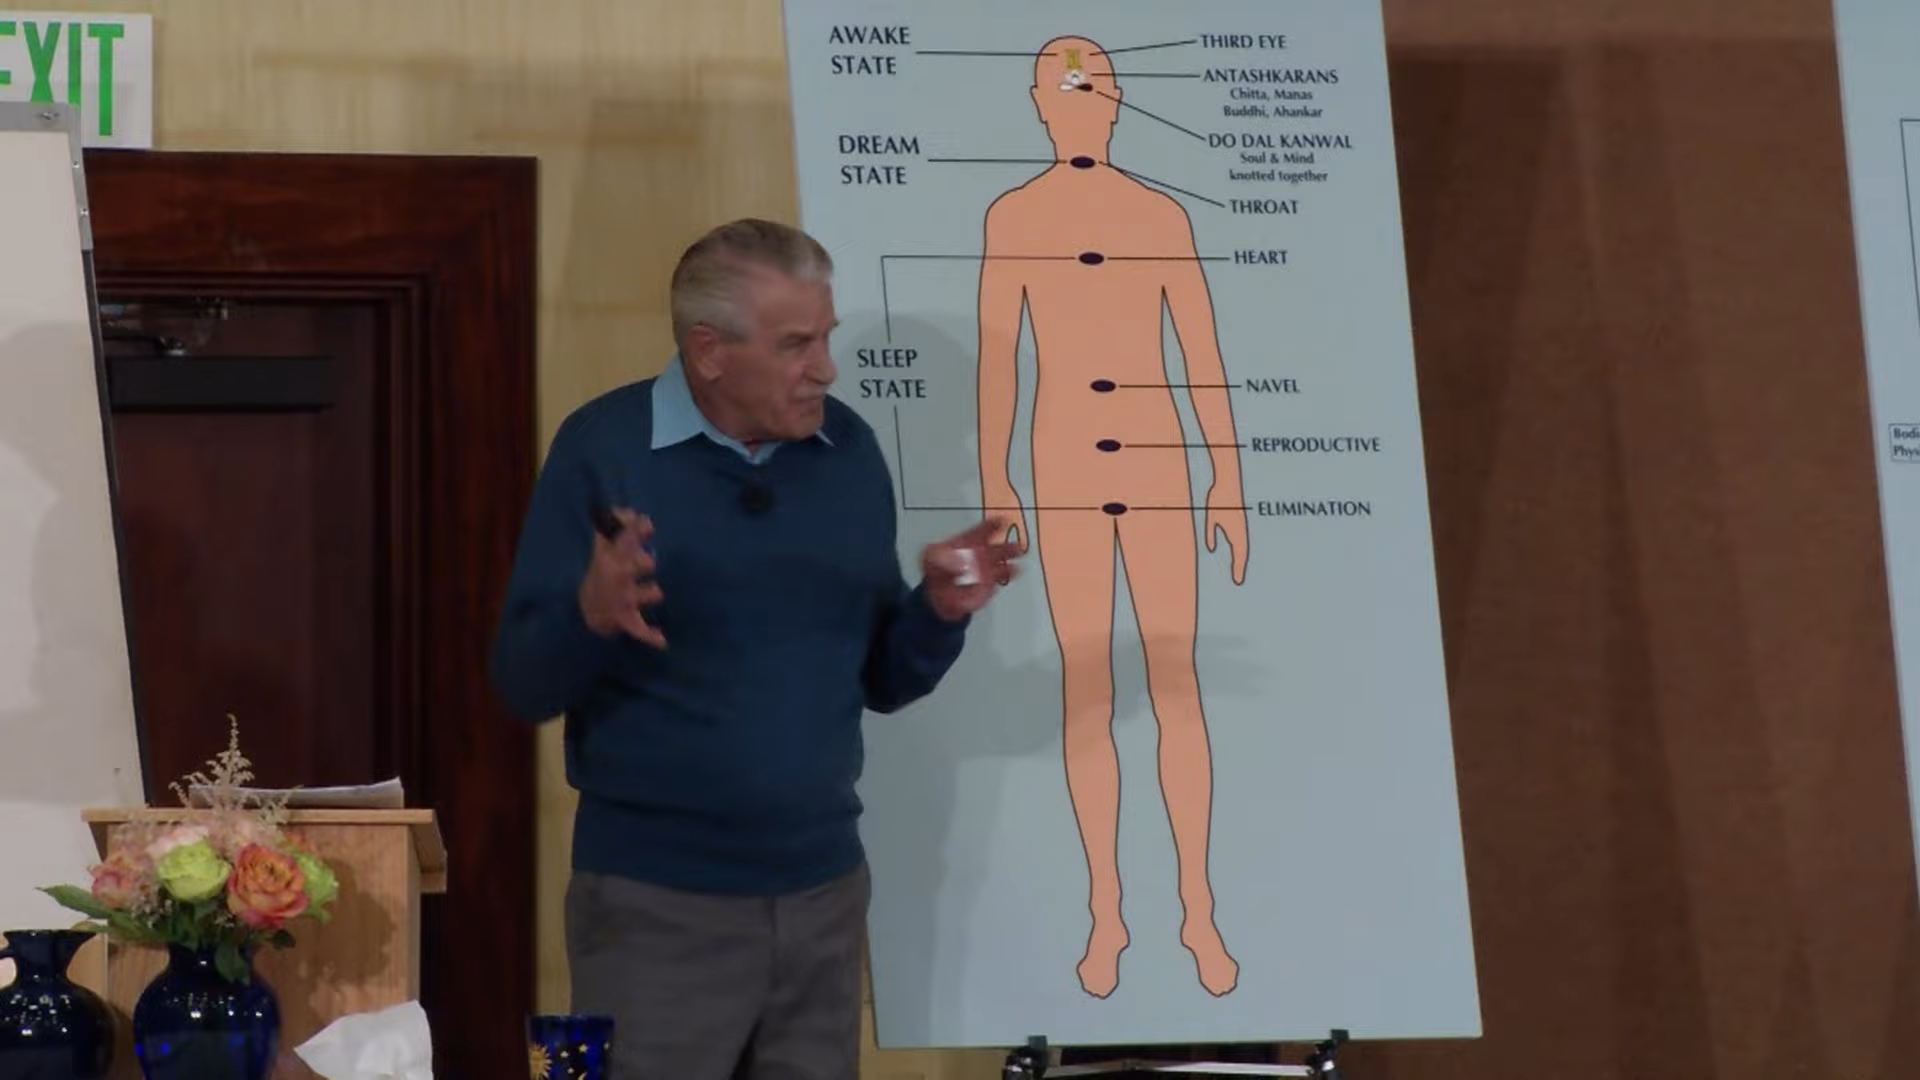 EXIT
AWAKE
STATE
THIRD EYE
ANTASHKARANS
Chitta, Manas
Buddhi, Ahankar
DO DAL KANWAL
Soul & Mind
knotted together
DREAM
STATE
THROAT
HEART
SLEEP
STATE
NAVEL
REPRODUCTIVE
ELIMINATION